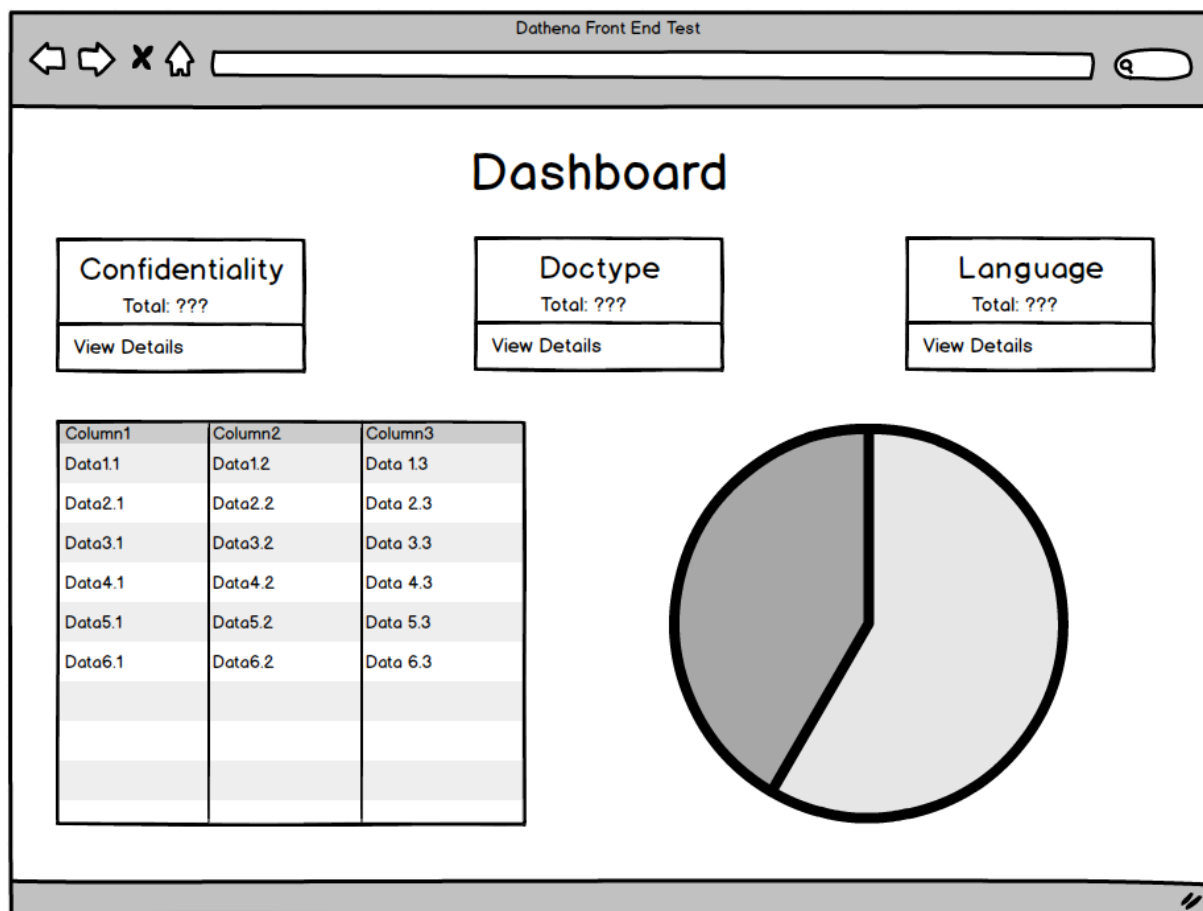 Dathena Front End Test
Dashboard
Confidentiality
Total: ???
View Details
Doctype
Total: ???
View Details
Language
Total: ???
View Details
Column1 Column2 Column3
Data1.1 Data1.2 Data 1.3
Data2.1 Data2.2 Data 2.3
Data3.1 Data3.2 Data 3.3
Data4.1 Data4.2 Data 4.3
Data5.1 Data5.2 Data 5.3
Data6.1 Data6.2 Data 6.3